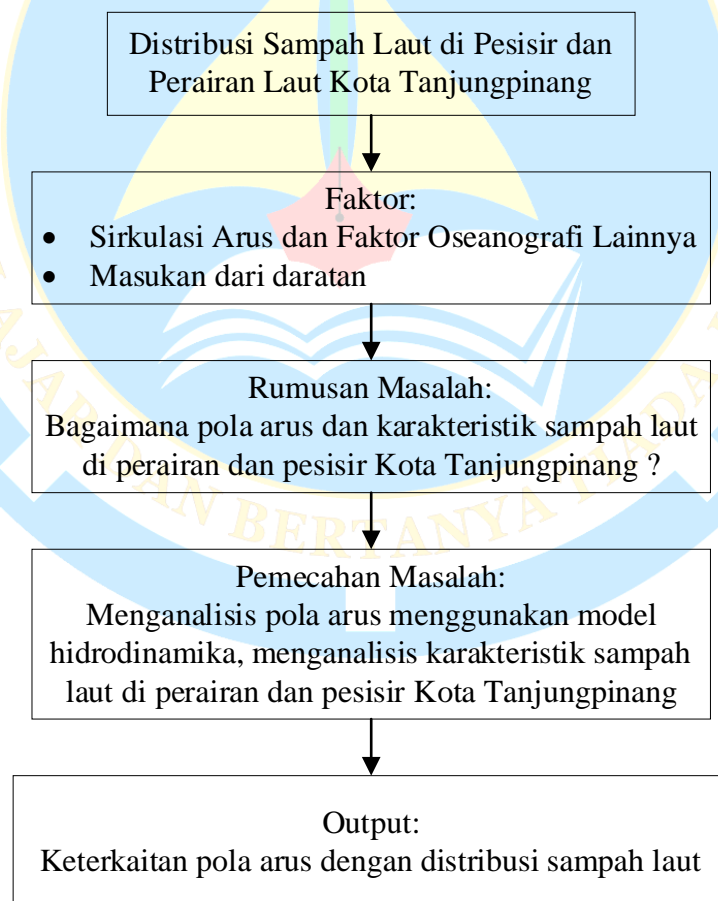 Distribusi Sampah Laut di Pesisir dan
Perairan Laut Kota Tanjungpinang
Faktor:
• Sirkulasi Arus dan Faktor Oseanografi Lainnya
• Masukan dari daratan
Rumusan Masalah:
Bagaimana pola arus dan karakteristik sampah laut
di perairan dan pesisir Kota Tanjungpinang ?
DAN BERTANYA TIADA
Pemecahan Masalah:
Menganalisis pola arus menggunakan model
hidrodinamika, menganalisis karakteristik sampah
laut di perairan dan pesisir Kota Tanjungpinang
Output:
Keterkaitan pola arus dengan distribusi sampah laut